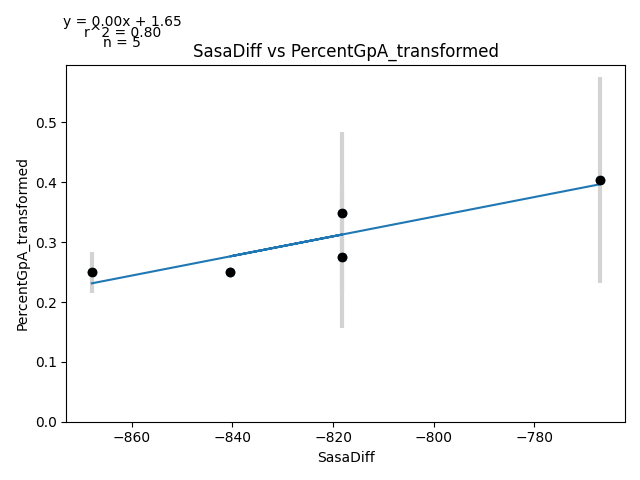 y = 0.00x + 1.65
r^2 = 0.80
n = 5
SasaDiff vs PercentGpA_transformed
PercentGpA_transformed
0.5
0.4
0.3
0.2
0.1
0.0
−860
−840
−820
−800
−780
SasaDiff